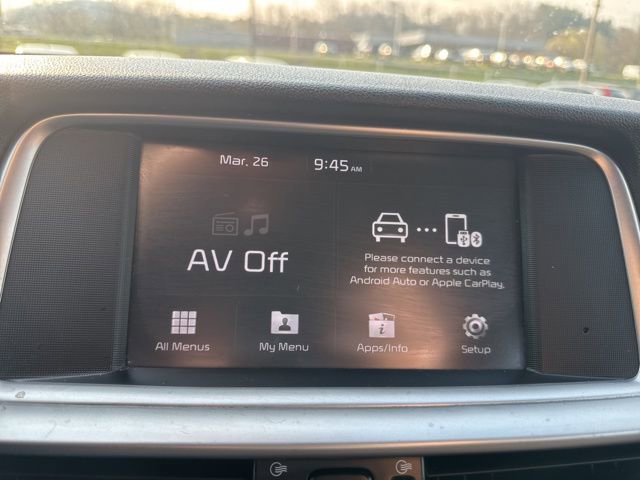 Mar. 26 9:45 AM
AV Off
Please connect a device
for more features such as
Android Auto or Apple CarPlay.
All Menus My Menu Apps/Info Setup